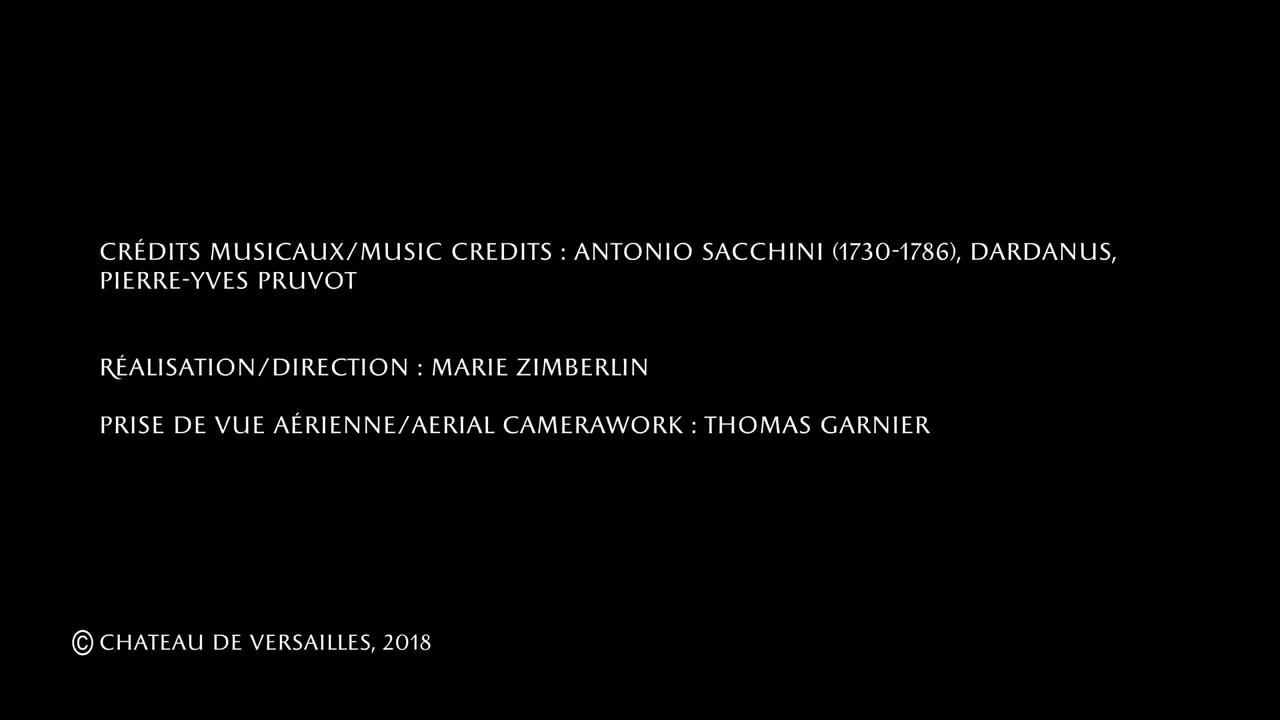 CRÉDITS MUSICAUX/MUSIC CREDITS : ANTONIO SACCHINI (1730-1786), DARDANUS,
PIERRE-YVES PRUVOT
RÉALISATION/DIRECTION : MARIE ZIMBERLIN
PRISE DE VUE AÉRIENNE/AERIAL CAMERAWORK : THOMAS GARNIER
© CHATEAU DE VERSAILLES, 2018